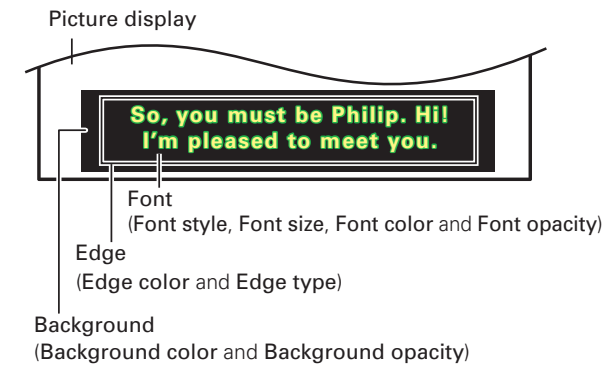 Picture display
So, you must be Philip. Hi!
I'm pleased to meet you.
Font
(Font style, Font size, Font color and Font opacity)
Edge
(Edge color and Edge type)
Background
(Background color and Background opacity)